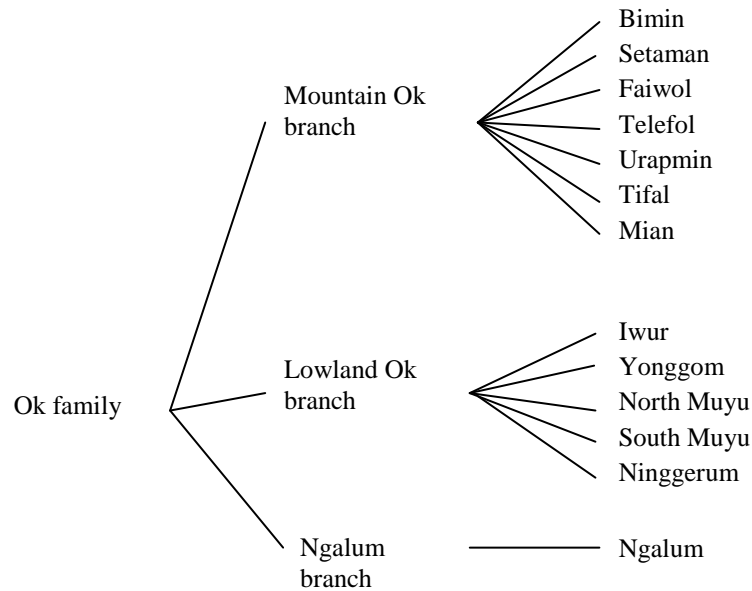 Bimin
Setaman
Faiwol
Telefol
Urapmin
Tifal
Mian
Mountain Ok
branch
Iwur
Yonggom
North Muyu
South Muyu
Ninggerum
Lowland Ok
branch
Ok family
Ngalum
branch
Ngalum